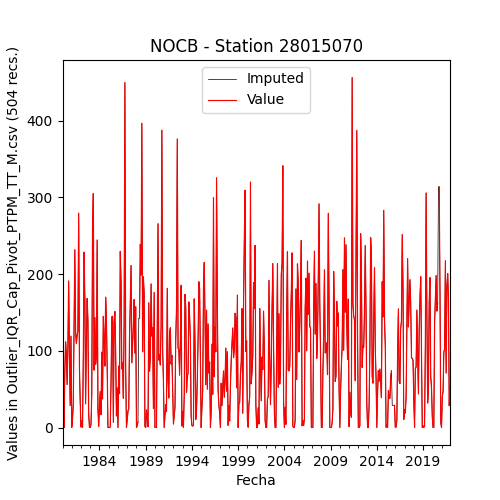 NOCB - Station 28015070
Imputed
Value
Values in Outlier_IQR_Cap_Pivot_PTPM_TT_M.csv (504 recs.)
400
300
200
100
0
1984 1989 1994 1999 2004 2009 2014 2019
Fecha